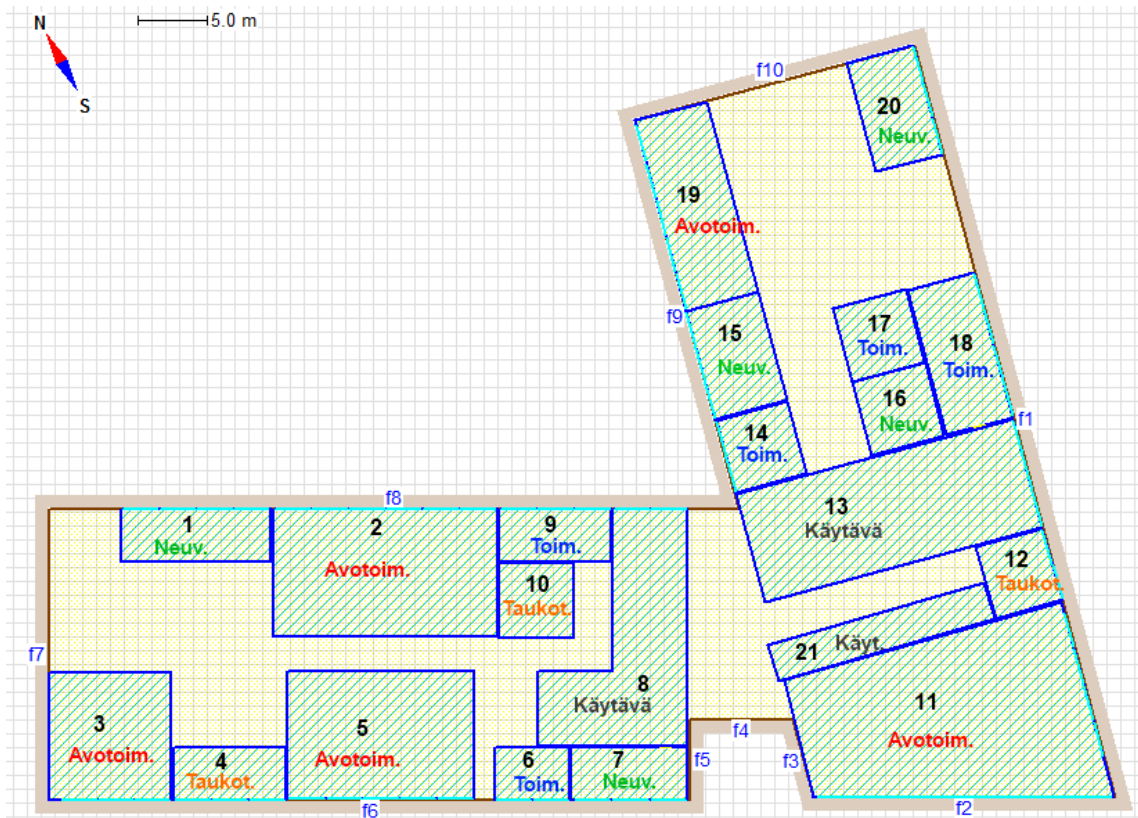 N
5.0 m
S
f10
20
Neuv.
19
Avotoim.
f9
15
Neuv.
17
Toim.
18
Toim.
16
Neuv.
14
Toim.
f1
13
Käytävä
f8
1
Neuv.
2
Avotoim.
9
Toim.
10
Taukot.
12
Taukot
f7
21
Käyt.
8
Käytävä
3
Avotoim.
5
Avotoim.
11
Avotoim.
4
Taukot.
6
Toim.
7
Neuv.
f5
f4
f3
f6
f2